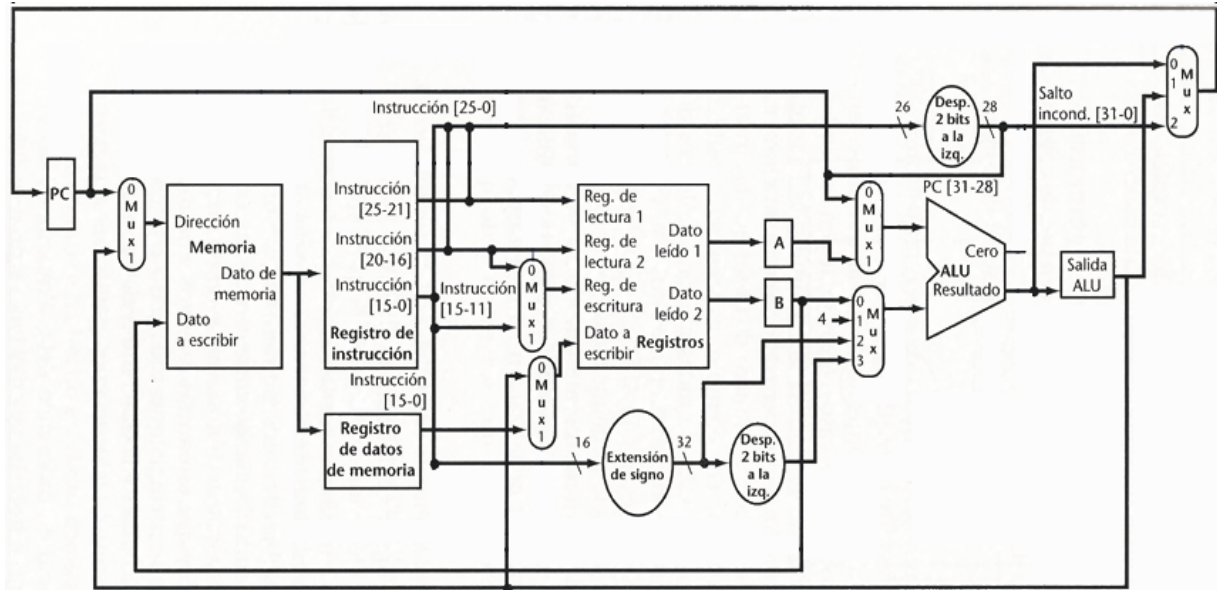 Instrucción [25-0]
26
Desp.
2 bits
a la
izq.
28
Salto
incond. [31-0]
0
1
2
M
u
x
PC
0
M
u
x
1
Dirección
Memoria
Dato de
memoria
Dato
a escribir
Instrucción
[25-21]
Instrucción
[20-16]
Instrucción
[15-0]
Registro de
instrucción
Instrucción
[15-11]
0
M
u
x
1
Instrucción
[15-0]
Registro
de datos
de memoria
0
M
u
x
1
Reg. de
lectura 1
Reg. de
lectura 2
Reg. de
escritura
Dato a
escribir
Registros
Dato
leído 1
Dato
leído 2
A
B
4
PC [31-28]
0
M
u
x
1
0
1
2
3
M
u
x
Cero
ALU
Resultado
Salida
ALU
16
Extensión
de signo
32
Desp.
2 bits
a la
izq.